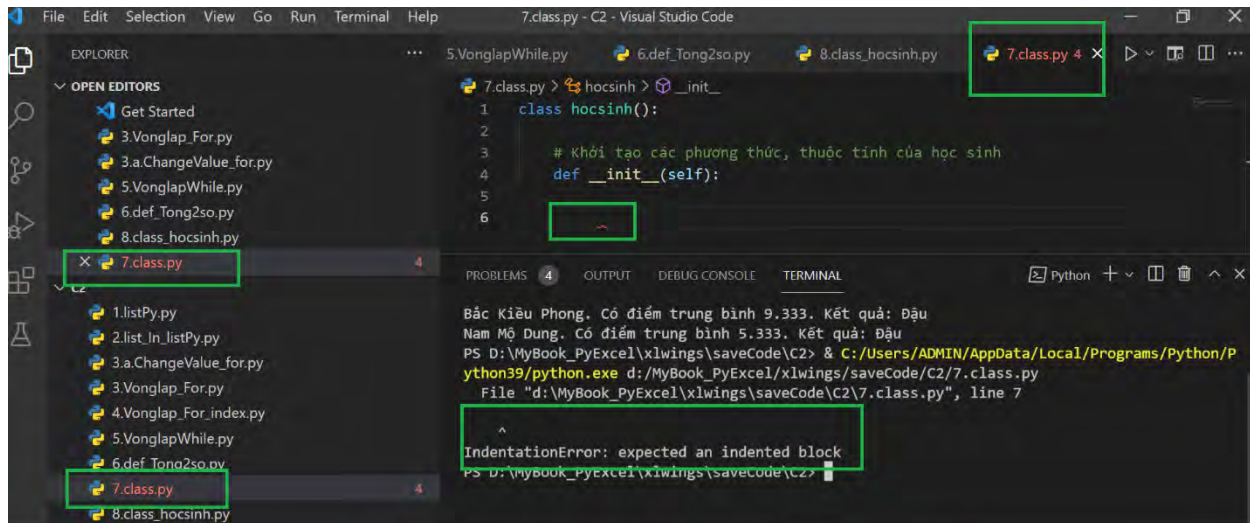 File Edit Selection View Go Run Terminal Help 7.class.py - C2 - Visual Studio Code
EXPLORER
OPEN EDITORS
Get Started
3.Vonglap_For.py
3.a.ChangeValue_for.py
5.VonglapWhile.py
6.def_Tong2so.py
8.class_hocsinh.py
7.class.py 4
C2
1.listPy.py
2.list_In_listPy.py
3.a.ChangeValue_for.py
3.Vonglap_For.py
4.Vonglap_For_index.py
5.VonglapWhile.py
6.def_Tong2so.py
7.class.py 4
8.class_hocsinh.py
5.VonglapWhile.py 6.def_Tong2so.py 8.class_hocsinh.py 7.class.py 4
7.class.py > hocsinh > __init__
1 class hocsinh():
2
3 # Khởi tạo các phương thức, thuộc tính của học sinh
4 def __init__(self):
5
6
PROBLEMS 4 OUTPUT DEBUG CONSOLE TERMINAL Python
Bắc Kiều Phong. Có điểm trung bình 9.333. Kết quả: Đậu
Nam Mộ Dung. Có điểm trung bình 5.333. Kết quả: Đậu
PS D:\MyBook_PyExcel\xlwings\saveCode\C2> & C:/Users/ADMIN/AppData/Local/Programs/Python/P
ython39/python.exe d:/MyBook_PyExcel/xlwings/saveCode/C2/7.class.py
File "d:\MyBook_PyExcel\xlwings\saveCode\C2\7.class.py", line 7
^
IndentationError: expected an indented block
PS D:\MyBook_PyExcel\xlwings\saveCode\C2>